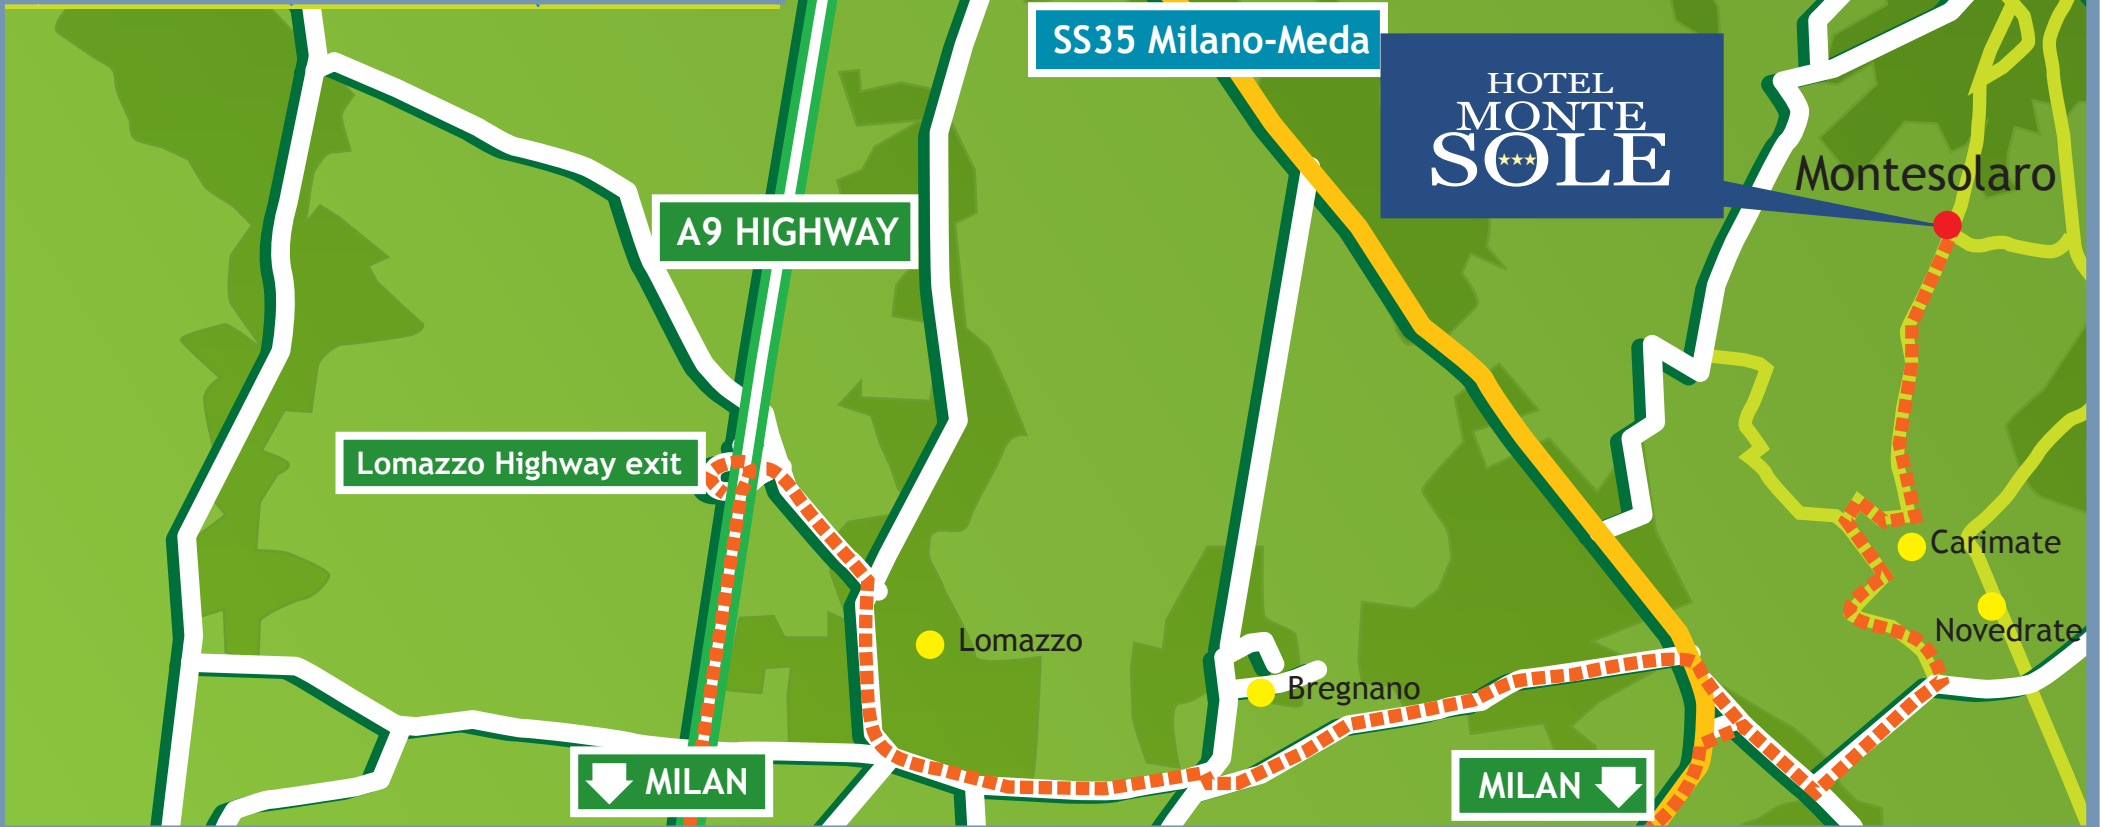 SS35 Milano-Meda
HOTEL
MONTE
SOLE
Montesolaro
A9 HIGHWAY
Lomazzo Highway exit
Carimate
Novedrate
Lomazzo
Bregnano
MILAN
MILAN